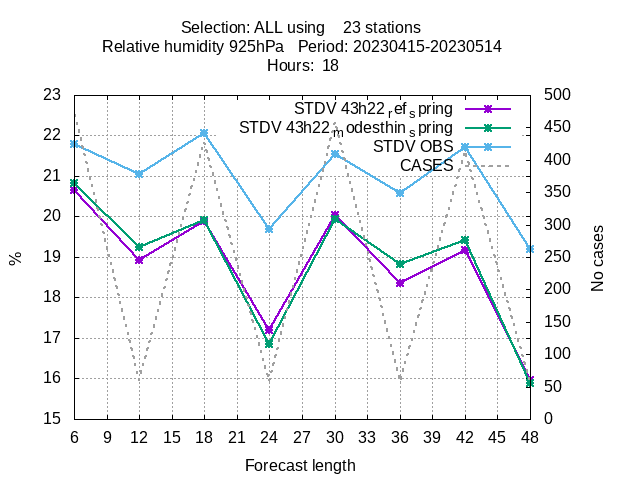 Selection: ALL using 23 stations
Relative humidity 925hPa Period: 20230415-20230514
Hours: 18
STDV 43h22_ref_spring
STDV 43h22_modesthin_spring
STDV OBS
CASES
%
23
22
21
20
19
18
17
16
15
500
450
400
350
300
250
200
150
100
50
0
No cases
6 9 12 15 18 21 24 27 30 33 36 39 42 45 48
Forecast length